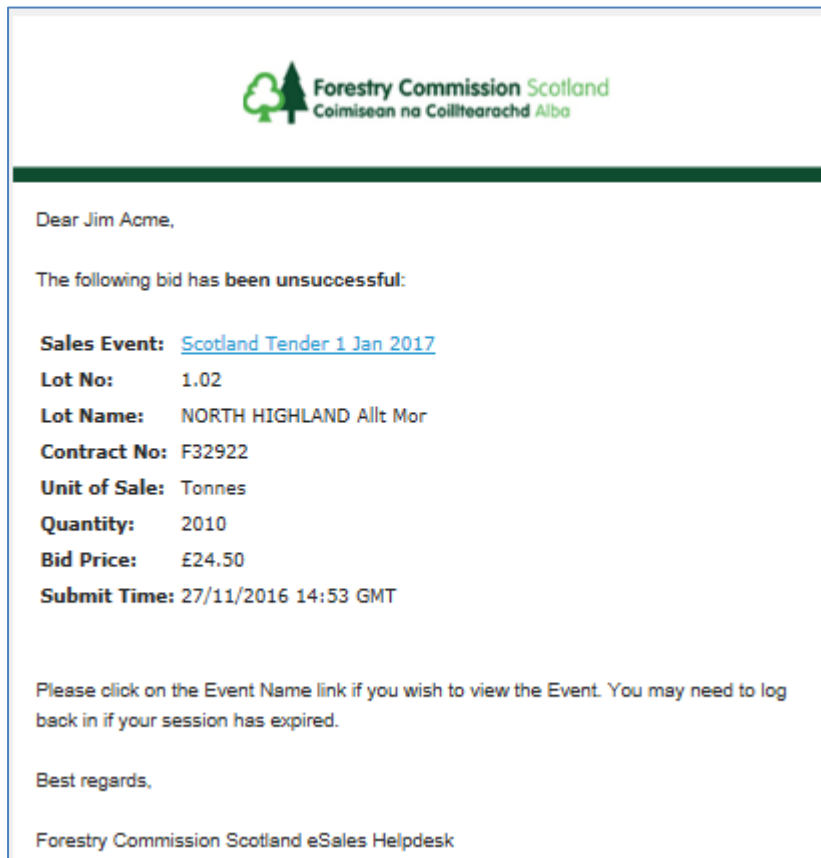 Forestry Commission Scotland
Coimisean na Coilltearachd Alba
Dear Jim Acme,
The following bid has been unsuccessful:
Sales Event: Scotland Tender 1 Jan 2017
Lot No: 1.02
Lot Name: NORTH HIGHLAND Allt Mor
Contract No: F32922
Unit of Sale: Tonnes
Quantity: 2010
Bid Price: £24.50
Submit Time: 27/11/2016 14:53 GMT
Please click on the Event Name link if you wish to view the Event. You may need to log
back in if your session has expired.
Best regards,
Forestry Commission Scotland eSales Helpdesk